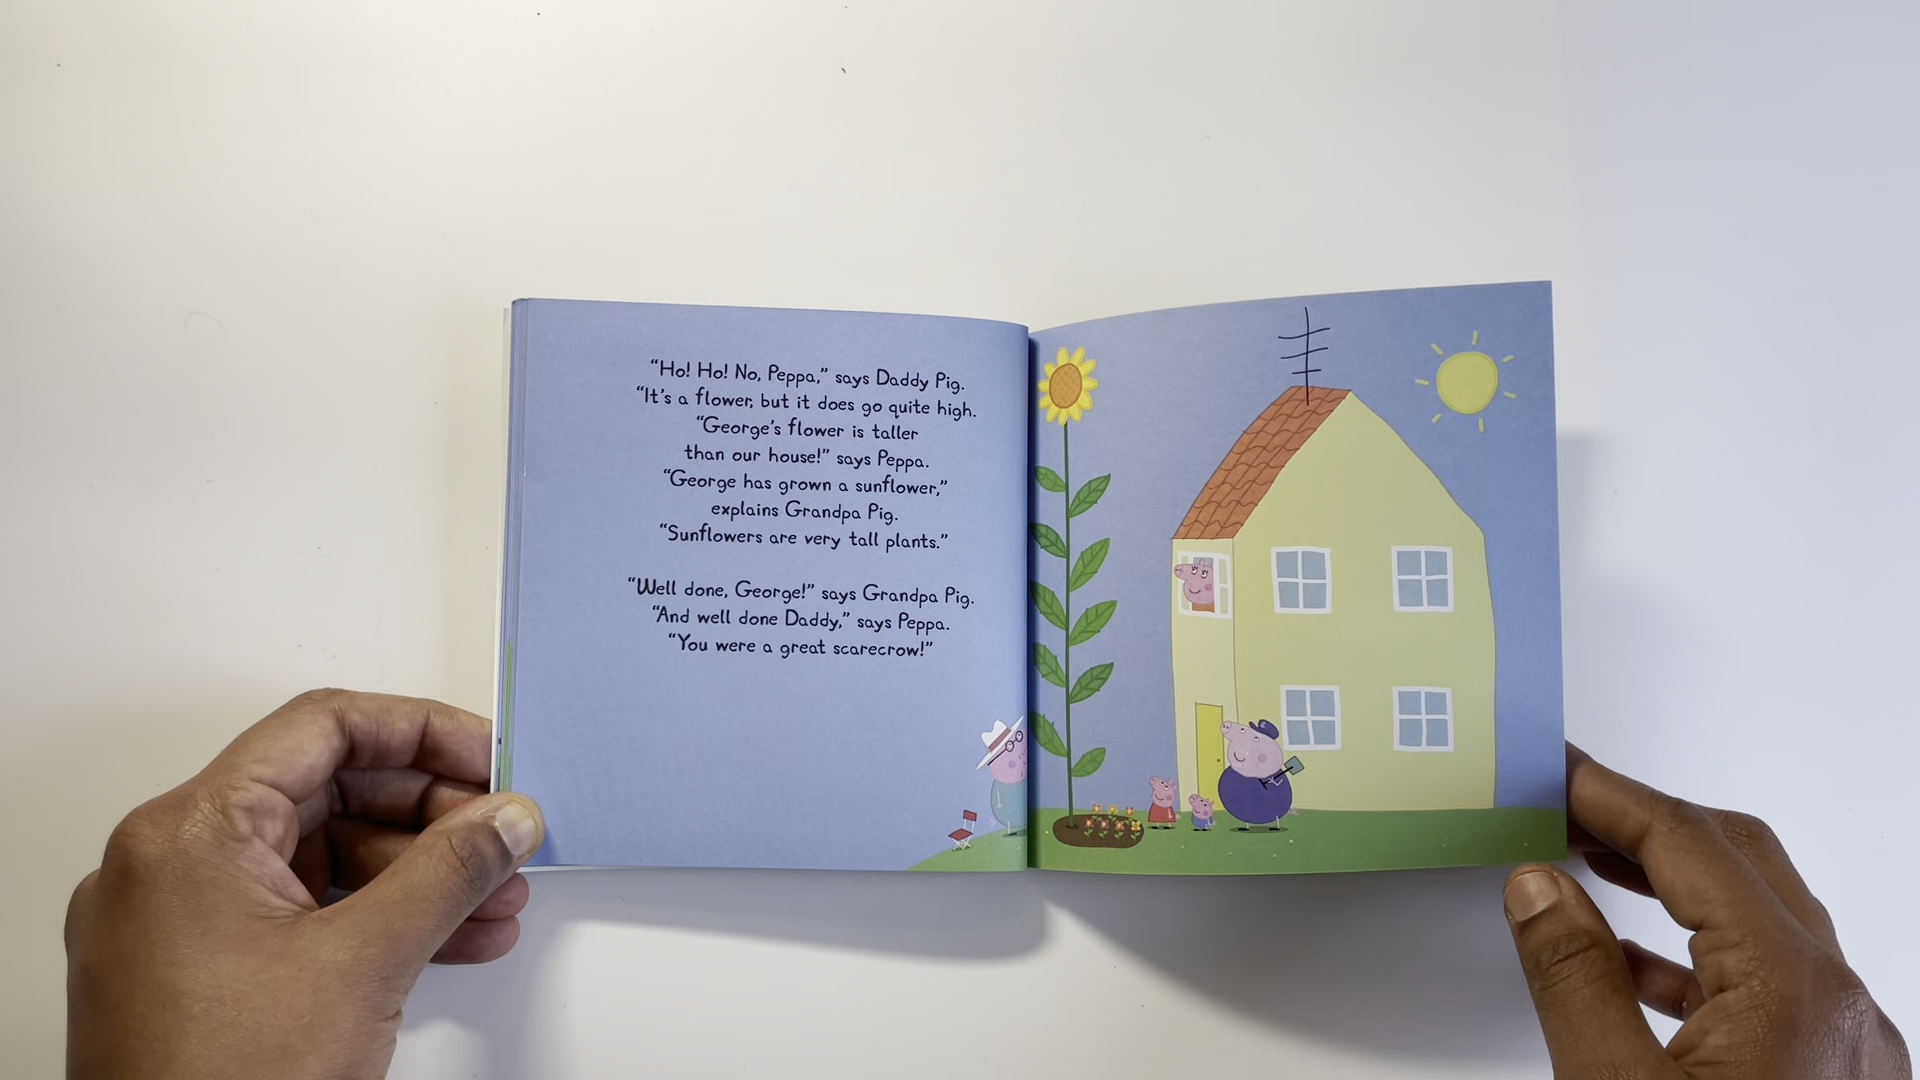 “Ho! Ho! No, Peppa,” says Daddy Pig.
“It’s a flower, but it does go quite high.
“George’s flower is taller
than our house!” says Peppa.
“George has grown a sunflower,”
explains Grandpa Pig.
“Sunflowers are very tall plants.”
“Well done, George!” says Grandpa Pig.
“And well done Daddy,” says Peppa.
“You were a great scarecrow!”